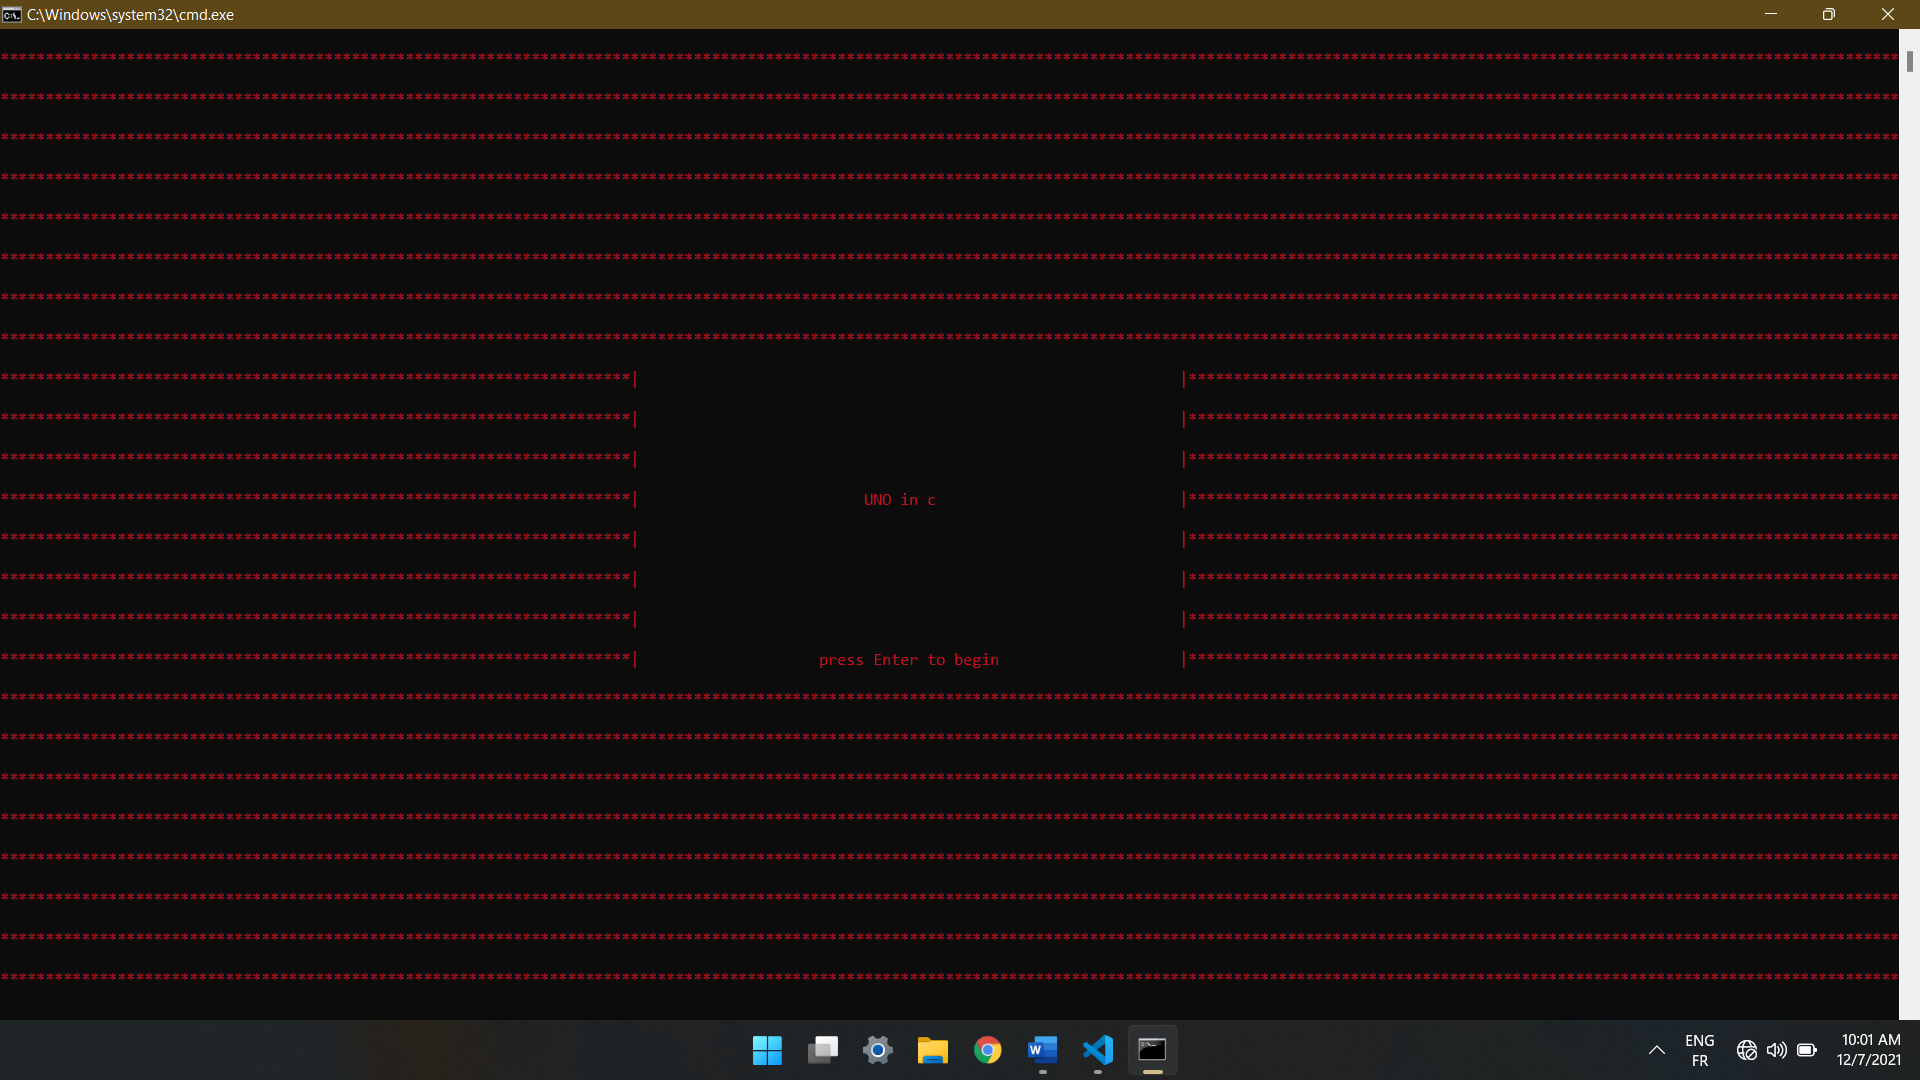 C:\Windows\system32\cmd.exe
UNO in c
press Enter to begin
ENG
FR
10:01 AM
12/7/2021